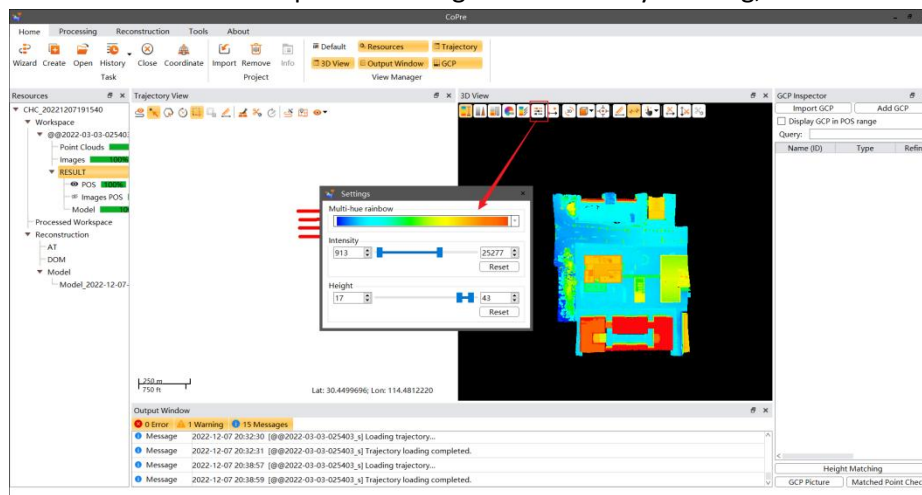 CoPre
Home Processing Reconstruction Tools About
Wizard Create Open History Close Coordinate Import Remove Info
Default Resources Trajectory
3D View Output Window GCP
Task Project View Manager
Resources
CHC_20221207191540
Workspace
@@2022-03-03-02540
Point Clouds
Images 100%
RESULT
POS 100%
Images POS
Model 10
Processed Workspace
Reconstruction
AT
DOM
Model
Model_2022-12-07-
Trajectory View
250 m
750 ft
Lat: 30.4499696; Lon: 114.4812220
3D View
Settings
Multi-hue rainbow
Intensity
913 25277
Reset
Height
17 43
Reset
GCP Inspector
Import GCP Add GCP
Display GCP in POS range
Query:
Name (ID) Type Refin
Height Matching
GCP Picture Matched Point Chec
Output Window
0 Error 1 Warning 15 Messages
Message 2022-12-07 20:32:30 [@@2022-03-03-025403_s] Loading trajectory...
Message 2022-12-07 20:32:31 [@@2022-03-03-025403_s] Trajectory loading completed.
Message 2022-12-07 20:38:57 [@@2022-03-03-025403_s] Loading trajectory...
Message 2022-12-07 20:38:59 [@@2022-03-03-025403_s] Trajectory loading completed.